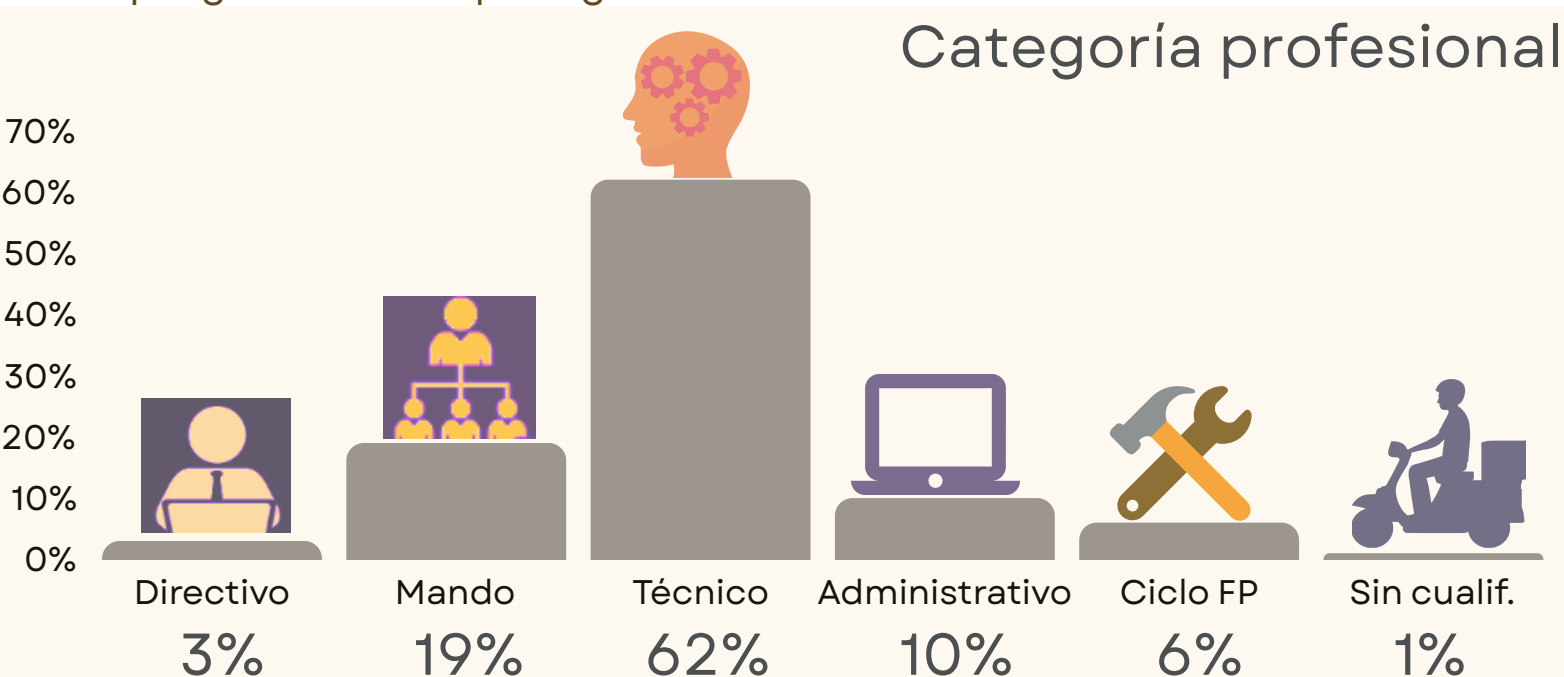 Categoría profesional
70%
60%
50%
40%
30%
20%
10%
0%
Directivo Mando Técnico Administrativo Ciclo FP Sin cualif.
3% 19% 62% 10% 6% 1%